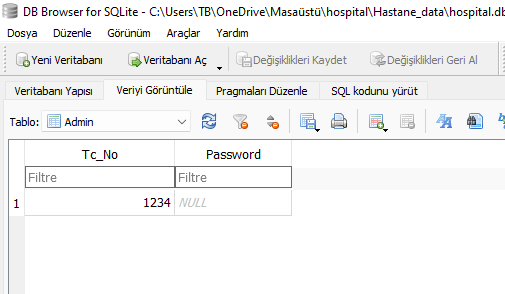 DB Browser for SQLite - C:\Users\TB\OneDrive\Masaüstü\hospital\Hastane_data\hospital.db
Dosya Düzenle Görünüm Araçlar Yardım
Yeni Veritabanı Veritabanı Aç Değişiklikleri Kaydet Değişiklikleri Geri Al
Veritabanı Yapısı Veriyi Görüntüle Pragmaları Düzenle SQL kodunu yürüt
Tablo: Admin
Tc_No Password
Filtre Filtre
1 1234 NULL